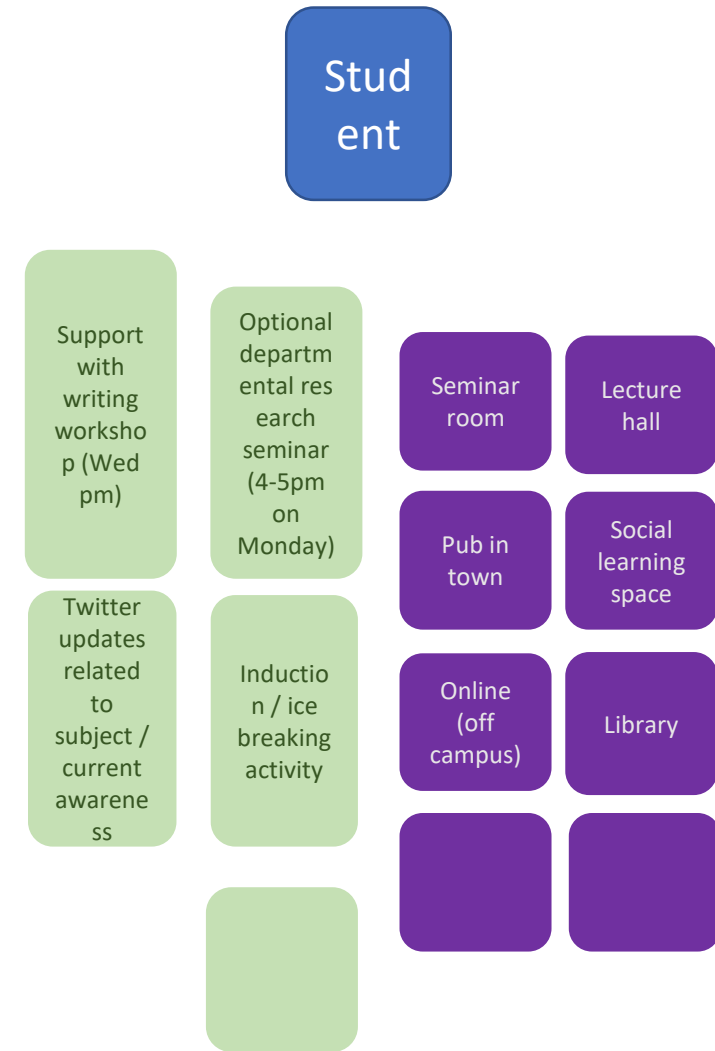 Stud
ent
Support
with
writing
worksho
p (Wed
pm)
Optional
departm
ental res
earch
seminar
(4-5pm
on
Monday)
Seminar
room
Lecture
hall
Pub in
town
Social
learning
space
Twitter
updates
related
to
subject /
current
awarene
ss
Inductio
n / ice
breaking
activity
Online
(off
campus)
Library